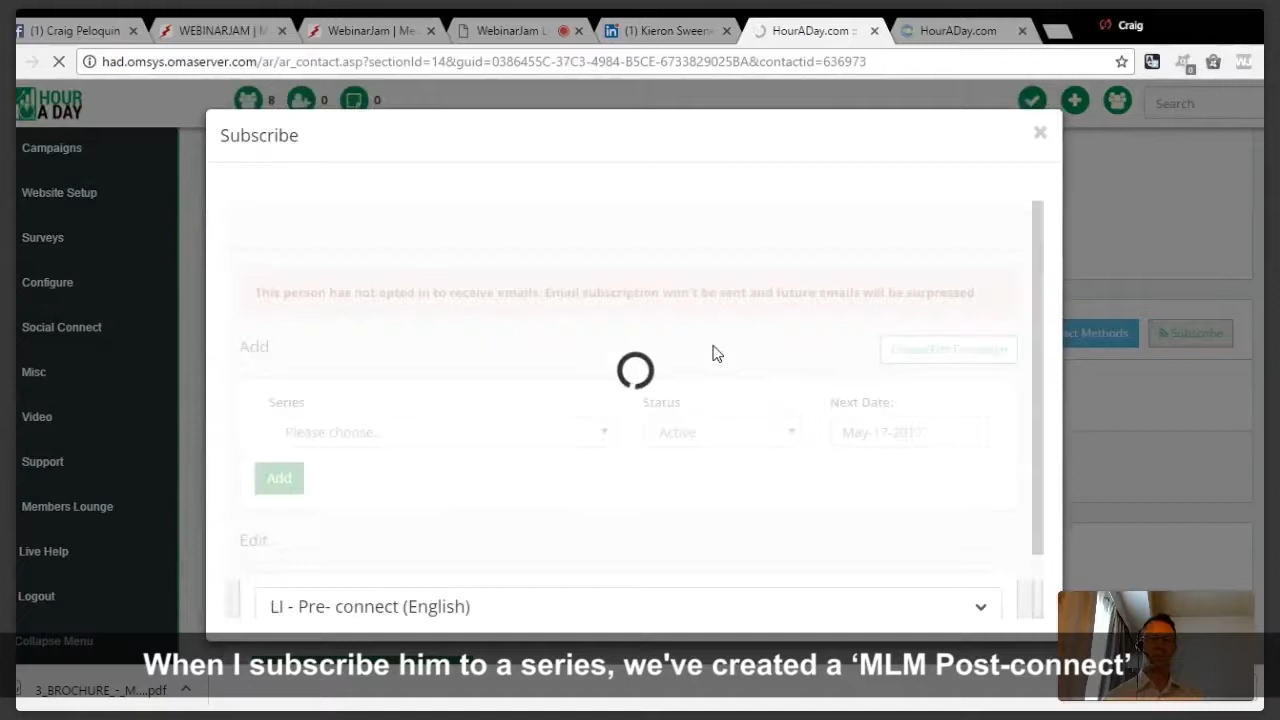 (1) Craig Peloquin
WEBINARJAM | M
WebinarJam | Me
WebinarJam L
(1) Kieron Sween
HourADay.com ::
HourADay.com
Craig
had.omsys.omaserver.com/ar/ar_contact.asp?sectionId=14&guid=0386455C-37C3-4984-B5CE-6733829025BA&contactid=636973
HOUR
A DAY
8
0
0
Search
Subscribe
Campaigns
Website Setup
Surveys
Configure
Social Connect
Misc
Video
Support
Members Lounge
Live Help
Logout
Collapse Menu
This person has not opted in to receive emails. Email subscription won't be sent and future emails will be surpressed
act Methods
Subscribe
Add
Series
Status
Next Date:
Please choose..
Active
Add
Edit
LI - Pre- connect (English)
When I subscribe him to a series, we've created a ‘MLM Post-connect’
3_BROCHURE_-_M....pdf